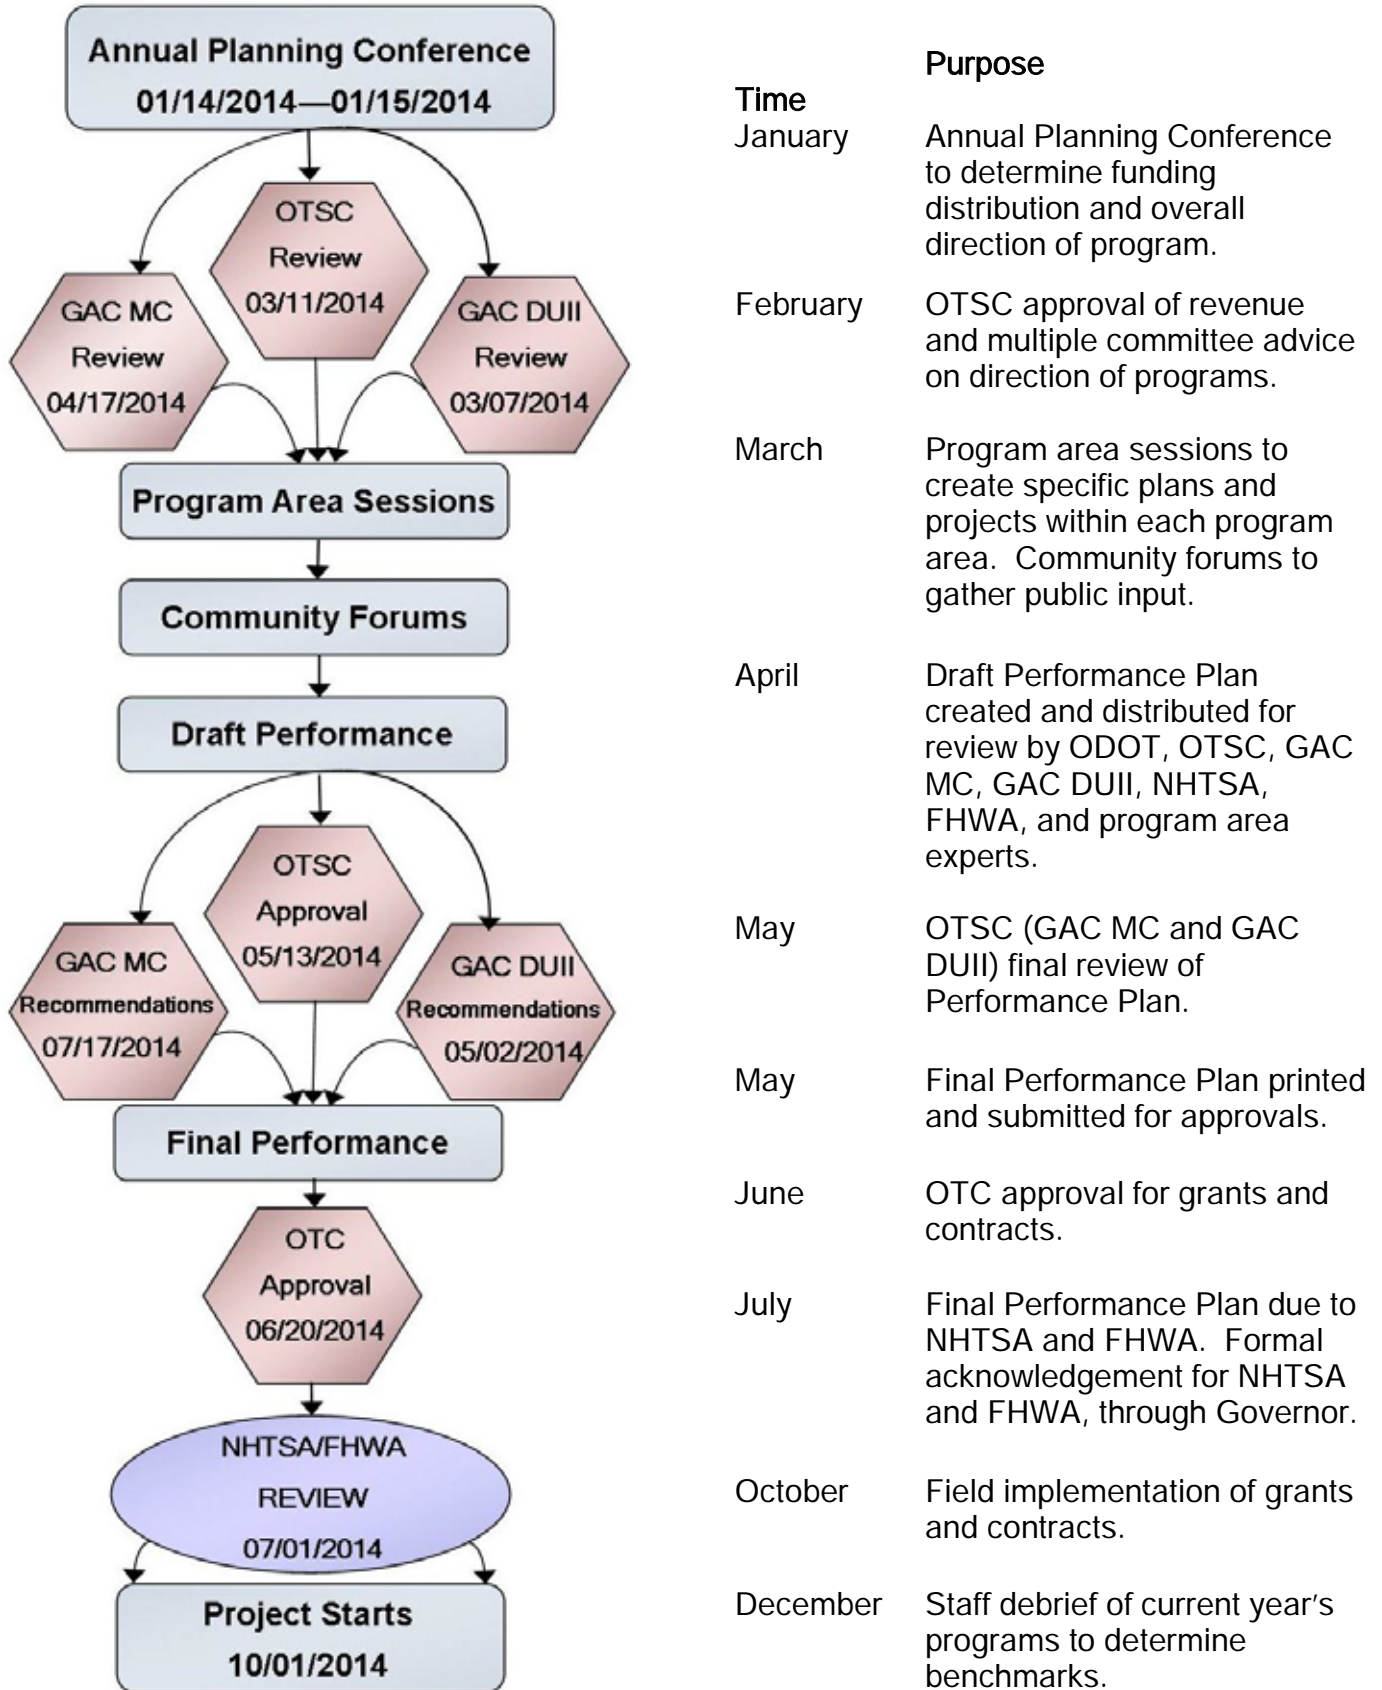 Annual Planning Conference
01/14/2014—01/15/2014
OTSC
Review
03/11/2014
GAC MC
Review
04/17/2014
GAC DUII
Review
03/07/2014
Program Area Sessions
Community Forums
Draft Performance
OTSC
Approval
05/13/2014
GAC MC
Recommendations
07/17/2014
GAC DUII
Recommendations
05/02/2014
Final Performance
OTC
Approval
06/20/2014
NHTSA/FHWA
REVIEW
07/01/2014
Project Starts
10/01/2014
Purpose
Time
January Annual Planning Conference
to determine funding
distribution and overall
direction of program.
February OTSC approval of revenue
and multiple committee advice
on direction of programs.
March Program area sessions to
create specific plans and
projects within each program
area. Community forums to
gather public input.
April Draft Performance Plan
created and distributed for
review by ODOT, OTSC, GAC
MC, GAC DUII, NHTSA,
FHWA, and program area
experts.
May OTSC (GAC MC and GAC
DUII) final review of
Performance Plan.
May Final Performance Plan printed
and submitted for approvals.
June OTC approval for grants and
contracts.
July Final Performance Plan due to
NHTSA and FHWA. Formal
acknowledgement for NHTSA
and FHWA, through Governor.
October Field implementation of grants
and contracts.
December Staff debrief of current year's
programs to determine
benchmarks.